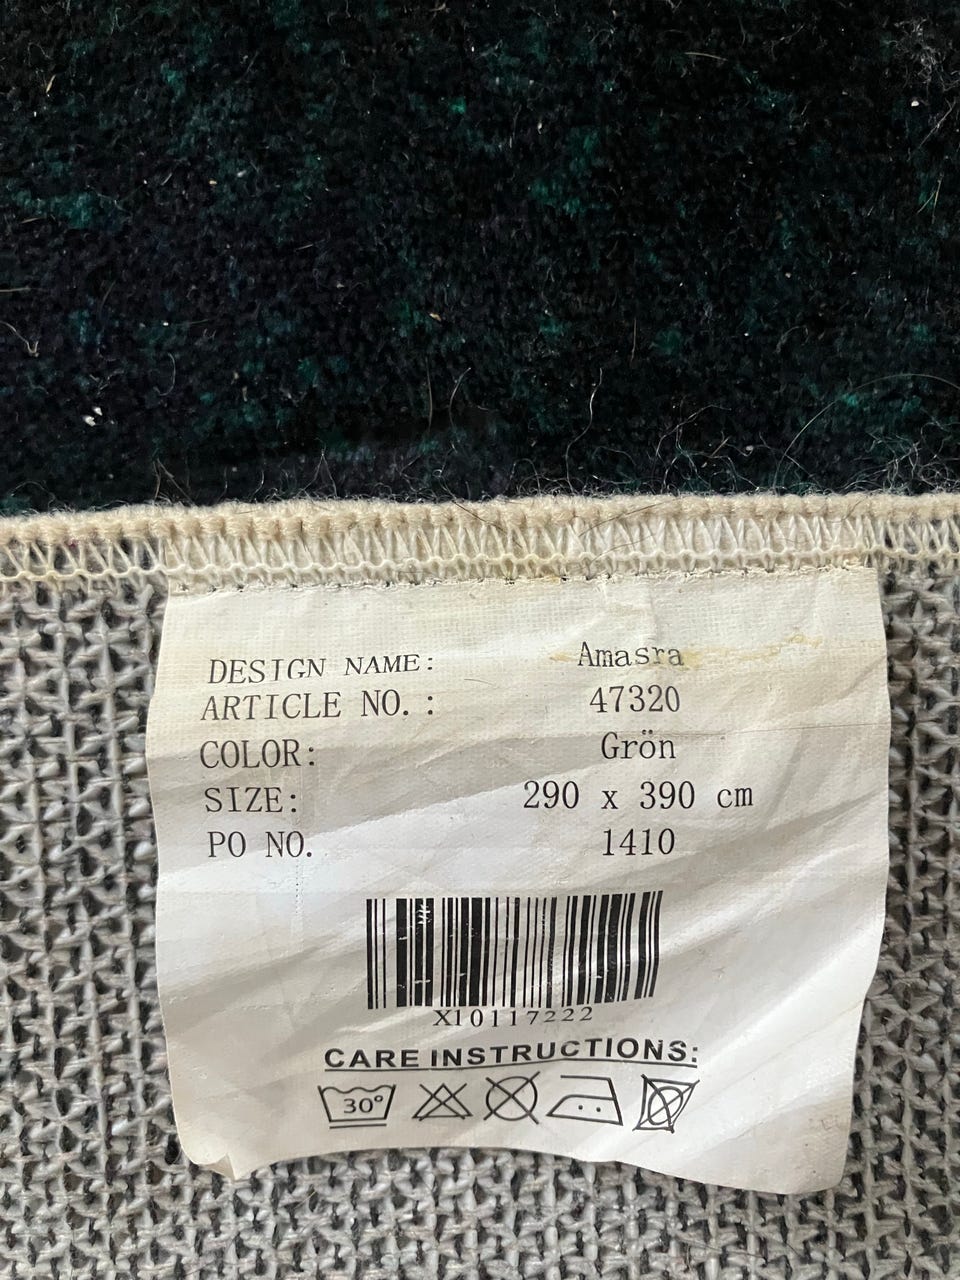 DESIGN NAME: Amasra
ARTICLE NO.: 47320
COLOR: Grön
SIZE: 290 x 390 cm
PO NO. 1410
X10117222
CARE INSTRUCTIONS:
30°